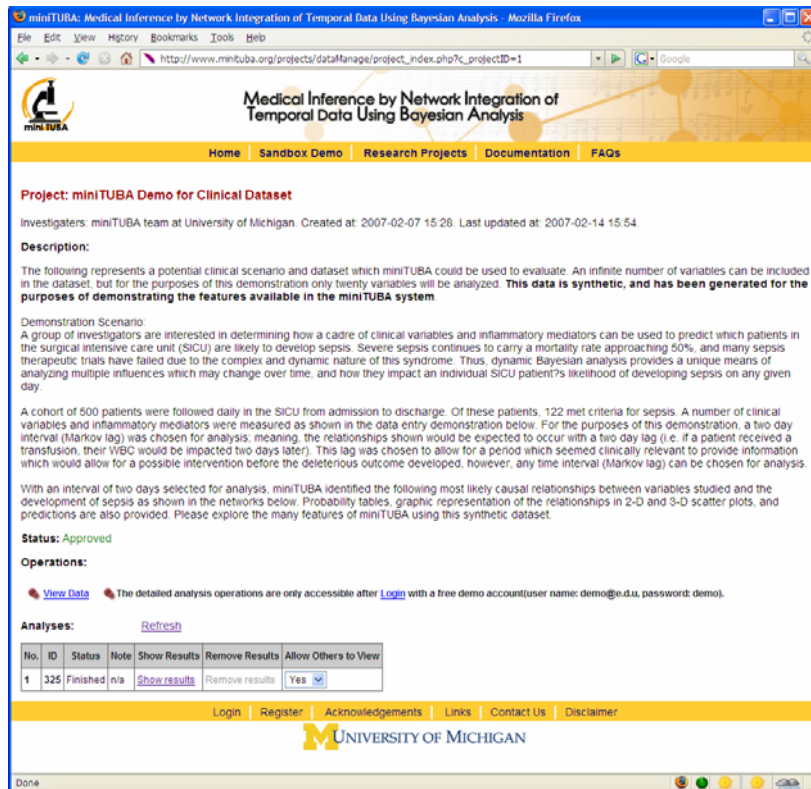 miniTUBA: Medical Inference by Network Integration of Temporal Data Using Bayesian Analysis - Mozilla Firefox
File Edit View History Bookmarks Tools Help
http://www.minituba.org/projects/dataManage/project_index.php?c_projectID=1
Google
mini TUBA
Medical Inference by Network Integration of
Temporal Data Using Bayesian Analysis
Home Sandbox Demo Research Projects Documentation FAQs
Project: miniTUBA Demo for Clinical Dataset
Investigaters: miniTUBA team at University of Michigan. Created at: 2007-02-07 15:28. Last updated at: 2007-02-14 15:54.
Description:
The following represents a potential clinical scenario and dataset which miniTUBA could be used to evaluate. An infinite number of variables can be included
in the dataset, but for the purposes of this demonstration only twenty variables will be analyzed. This data is synthetic, and has been generated for the
purposes of demonstrating the features available in the miniTUBA system.
Demonstration Scenario:
A group of investigators are interested in determining how a cadre of clinical variables and inflammatory mediators can be used to predict which patients in
the surgical intensive care unit (SICU) are likely to develop sepsis. Severe sepsis continues to carry a mortality rate approaching 50%, and many sepsis
therapeutic trials have failed due to the complex and dynamic nature of this syndrome. Thus, dynamic Bayesian analysis provides a unique means of
analyzing multiple influences which may change over time, and how they impact an individual SICU patient?s likelihood of developing sepsis on any given
day.
A cohort of 500 patients were followed daily in the SICU from admission to discharge. Of these patients, 122 met criteria for sepsis. A number of clinical
variables and inflammatory mediators were measured as shown in the data entry demonstration below. For the purposes of this demonstration, a two day
interval (Markov lag) was chosen for analysis; meaning, the relationships shown would be expected to occur with a two day lag (i.e. if a patient received a
transfusion, their WBC would be impacted two days later). This lag was chosen to allow for a period which seemed clinically relevant to provide information
which would allow for a possible intervention before the deleterious outcome developed, however, any time interval (Markov lag) can be chosen for analysis.
With an interval of two days selected for analysis, miniTUBA identified the following most likely causal relationships between variables studied and the
development of sepsis as shown in the networks below. Probability tables, graphic representation of the relationships in 2-D and 3-D scatter plots, and
predictions are also provided. Please explore the many features of miniTUBA using this synthetic dataset.
Status: Approved
Operations:
View Data The detailed analysis operations are only accessible after Login with a free demo account(user name: demo@e.d.u, password: demo).
Analyses: Refresh
No. ID Status Note Show Results Remove Results Allow Others to View
1 325 Finished n/a Show results Remove results Yes
Login Register Acknowledgements Links Contact Us Disclaimer
M UNIVERSITY OF MICHIGAN
Done